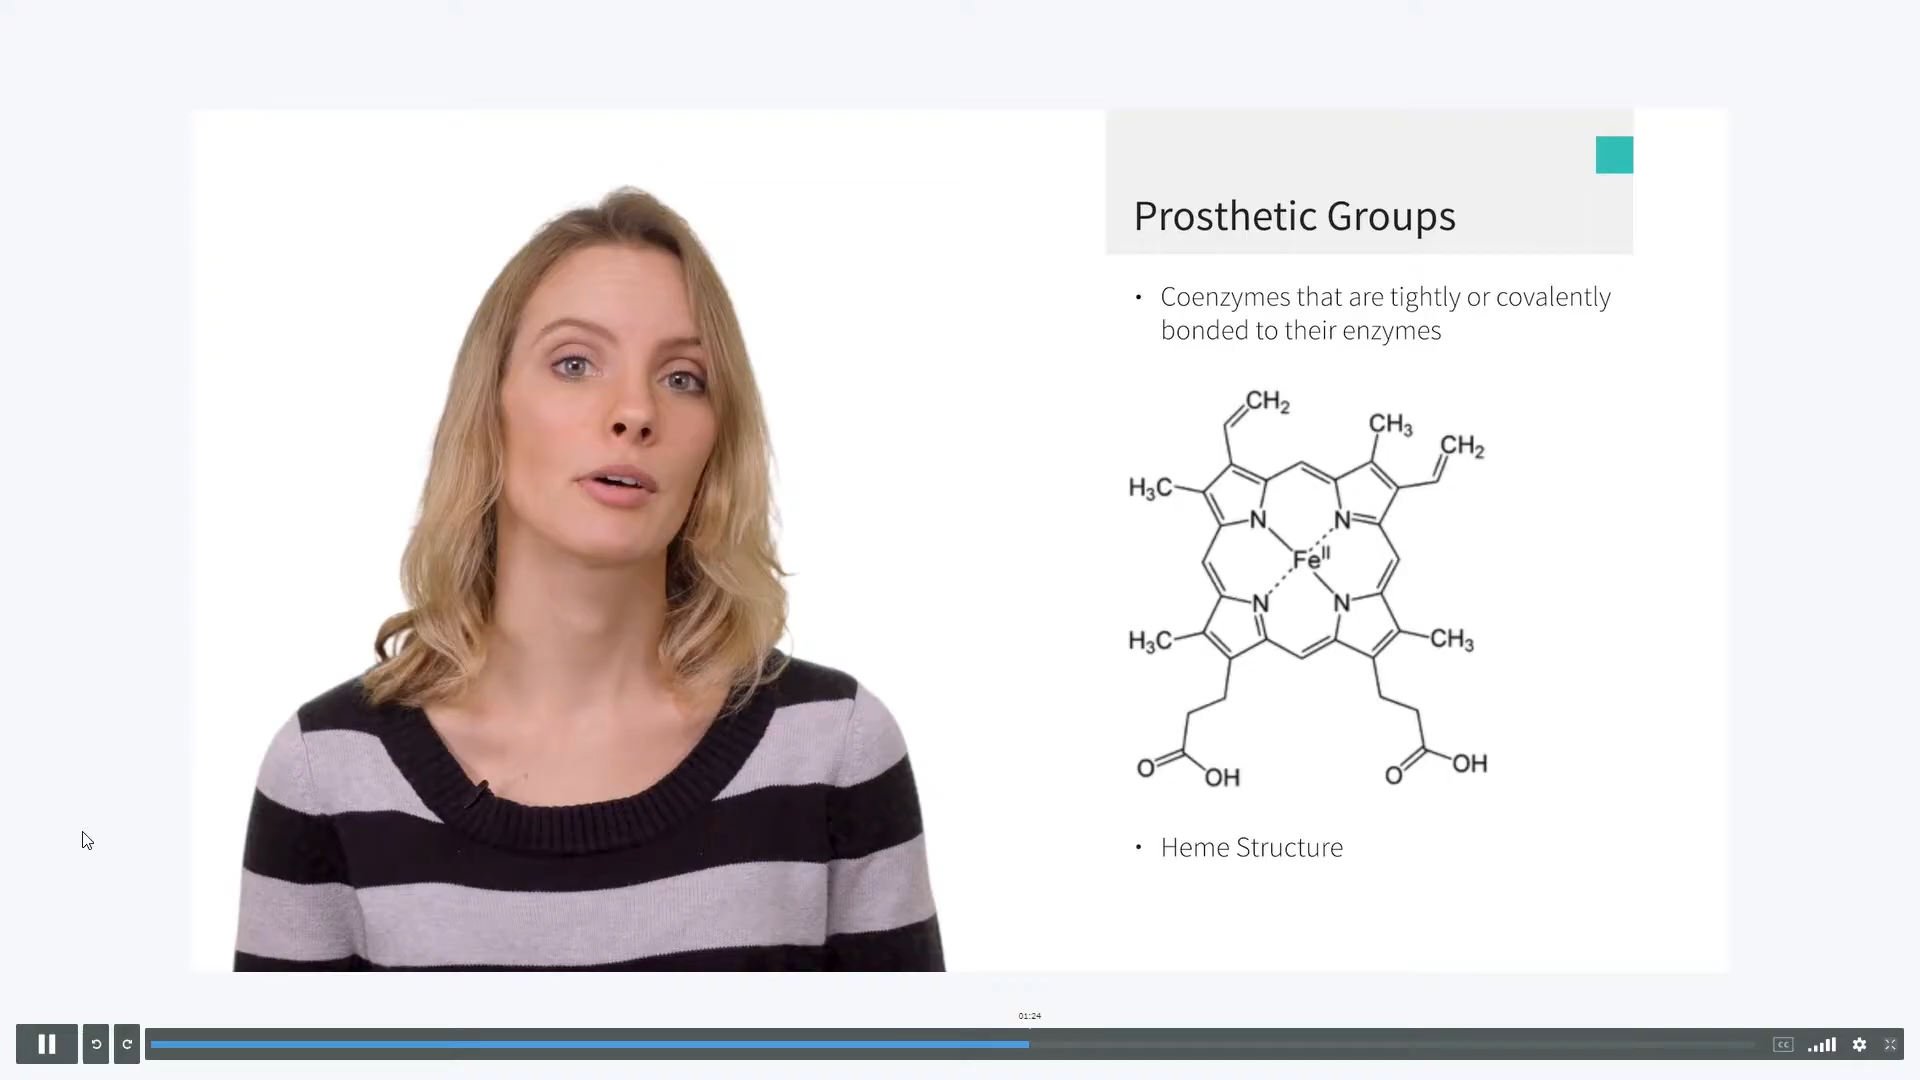 Prosthetic Groups
• Coenzymes that are tightly or covalently
bonded to their enzymes
CH₂
CH₃
CH₂
H₃C
N
N
Feᴵᴵ
N
N
H₃C
CH₃
O
OH
O
OH
• Heme Structure
01:24
CC